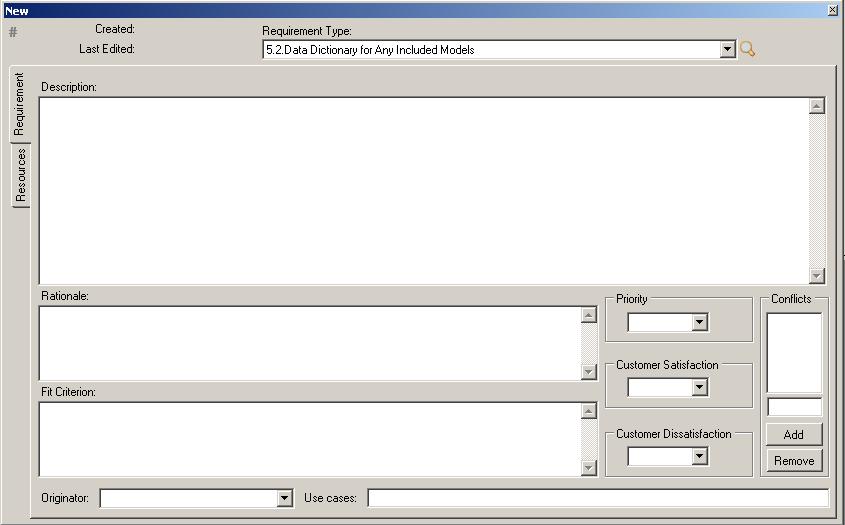 New
# Created:
Last Edited:
Requirement Type:
5.2.Data Dictionary for Any Included Models
Requirement
Resources
Description:
Rationale:
Fit Criterion:
Priority
Customer Satisfaction
Customer Dissatisfaction
Conflicts
Add
Remove
Originator:
Use cases: